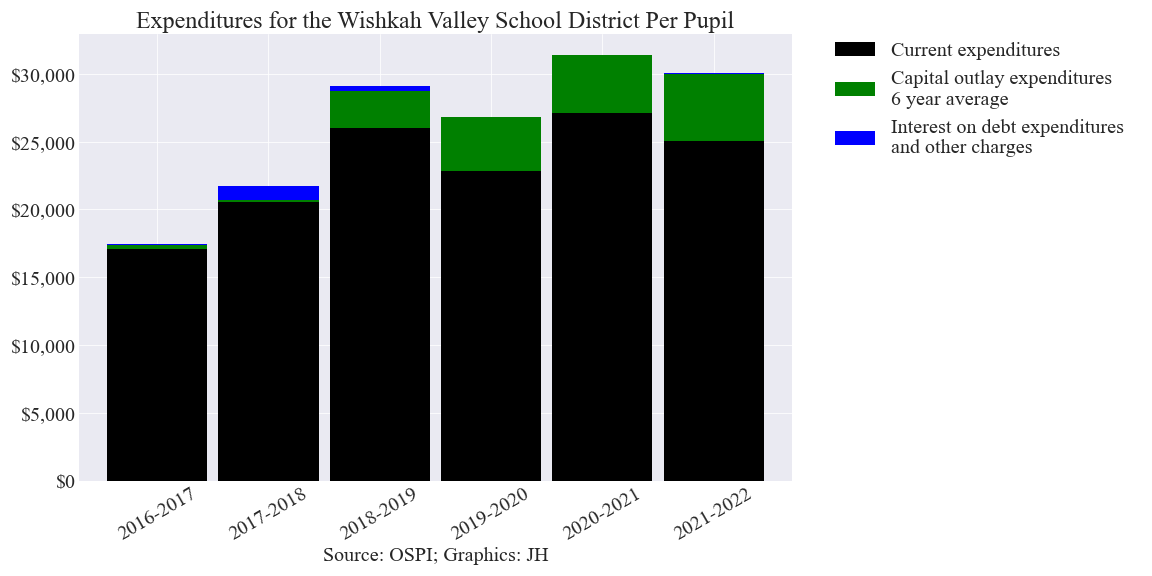 Expenditures for the Wishkah Valley School District Per Pupil
Current expenditures
Capital outlay expenditures
6 year average
Interest on debt expenditures
and other charges
$30,000
$25,000
$20,000
$15,000
$10,000
$5,000
$0
2016-2017
2017-2018
2018-2019
2019-2020
2020-2021
2021-2022
Source: OSPI; Graphics: JH